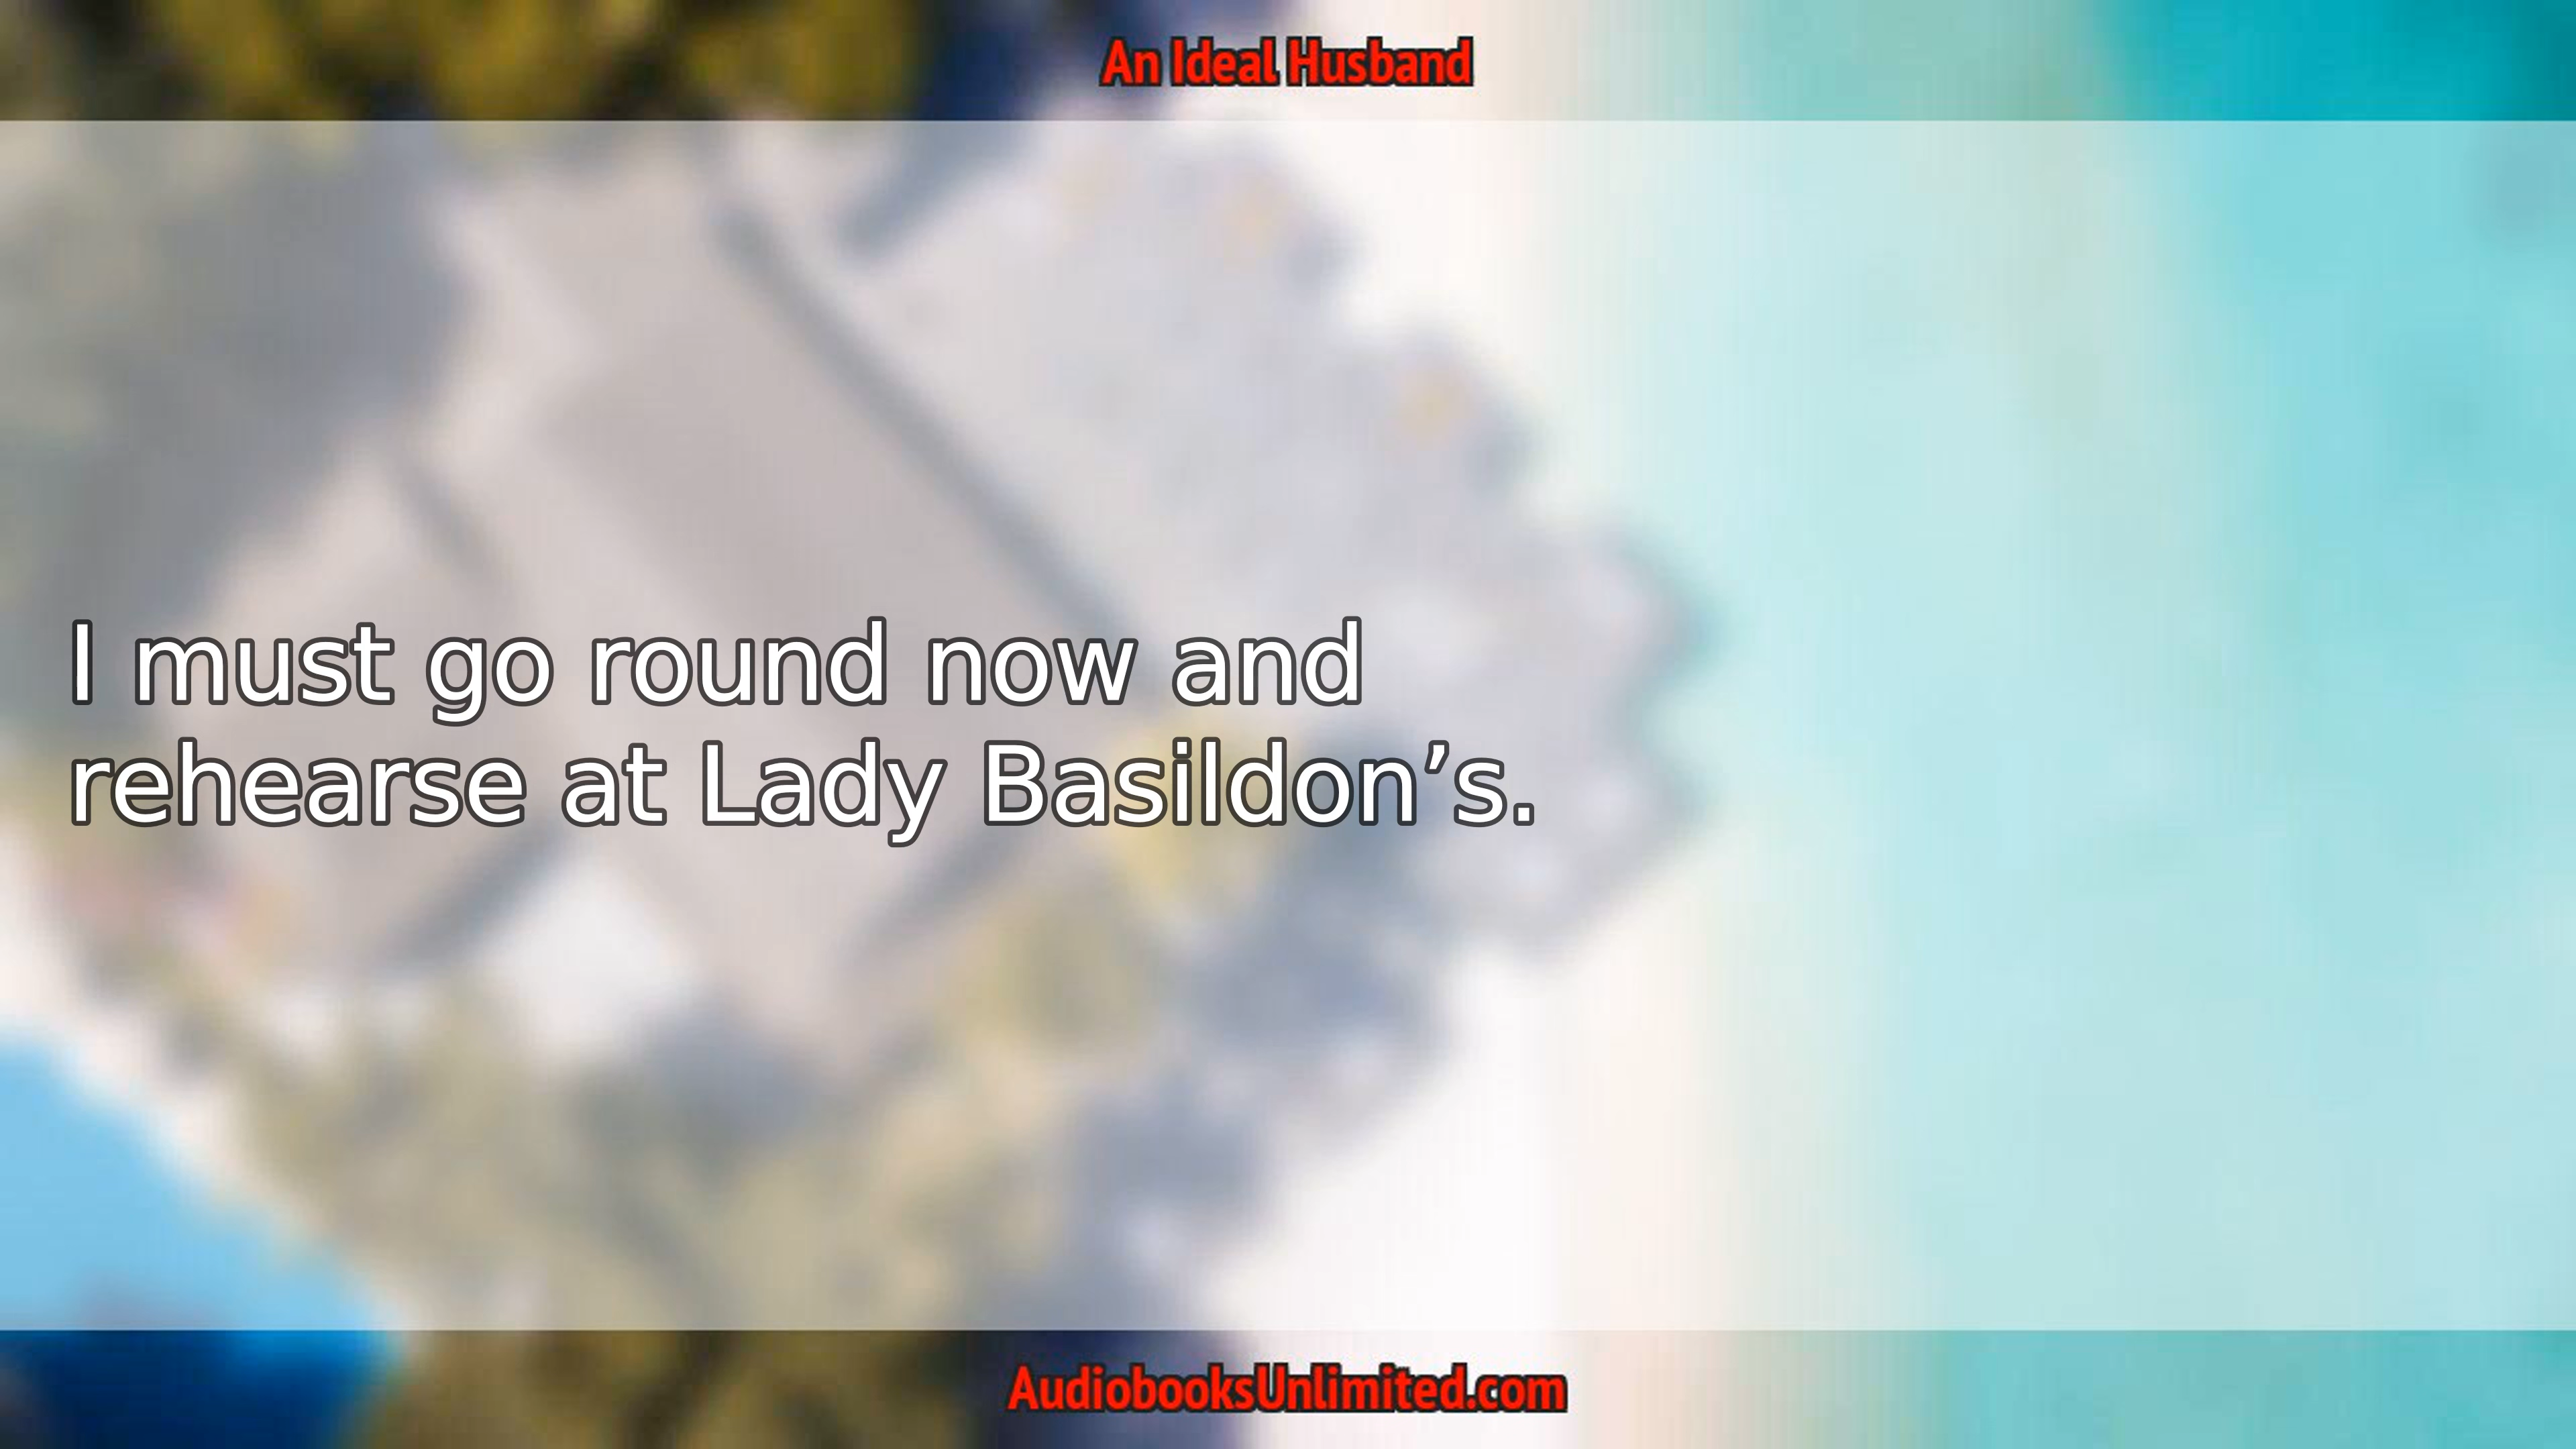 An Ideal Husband
I must go round now and
rehearse at Lady Basildon’s.
AudiobooksUnlimited.com